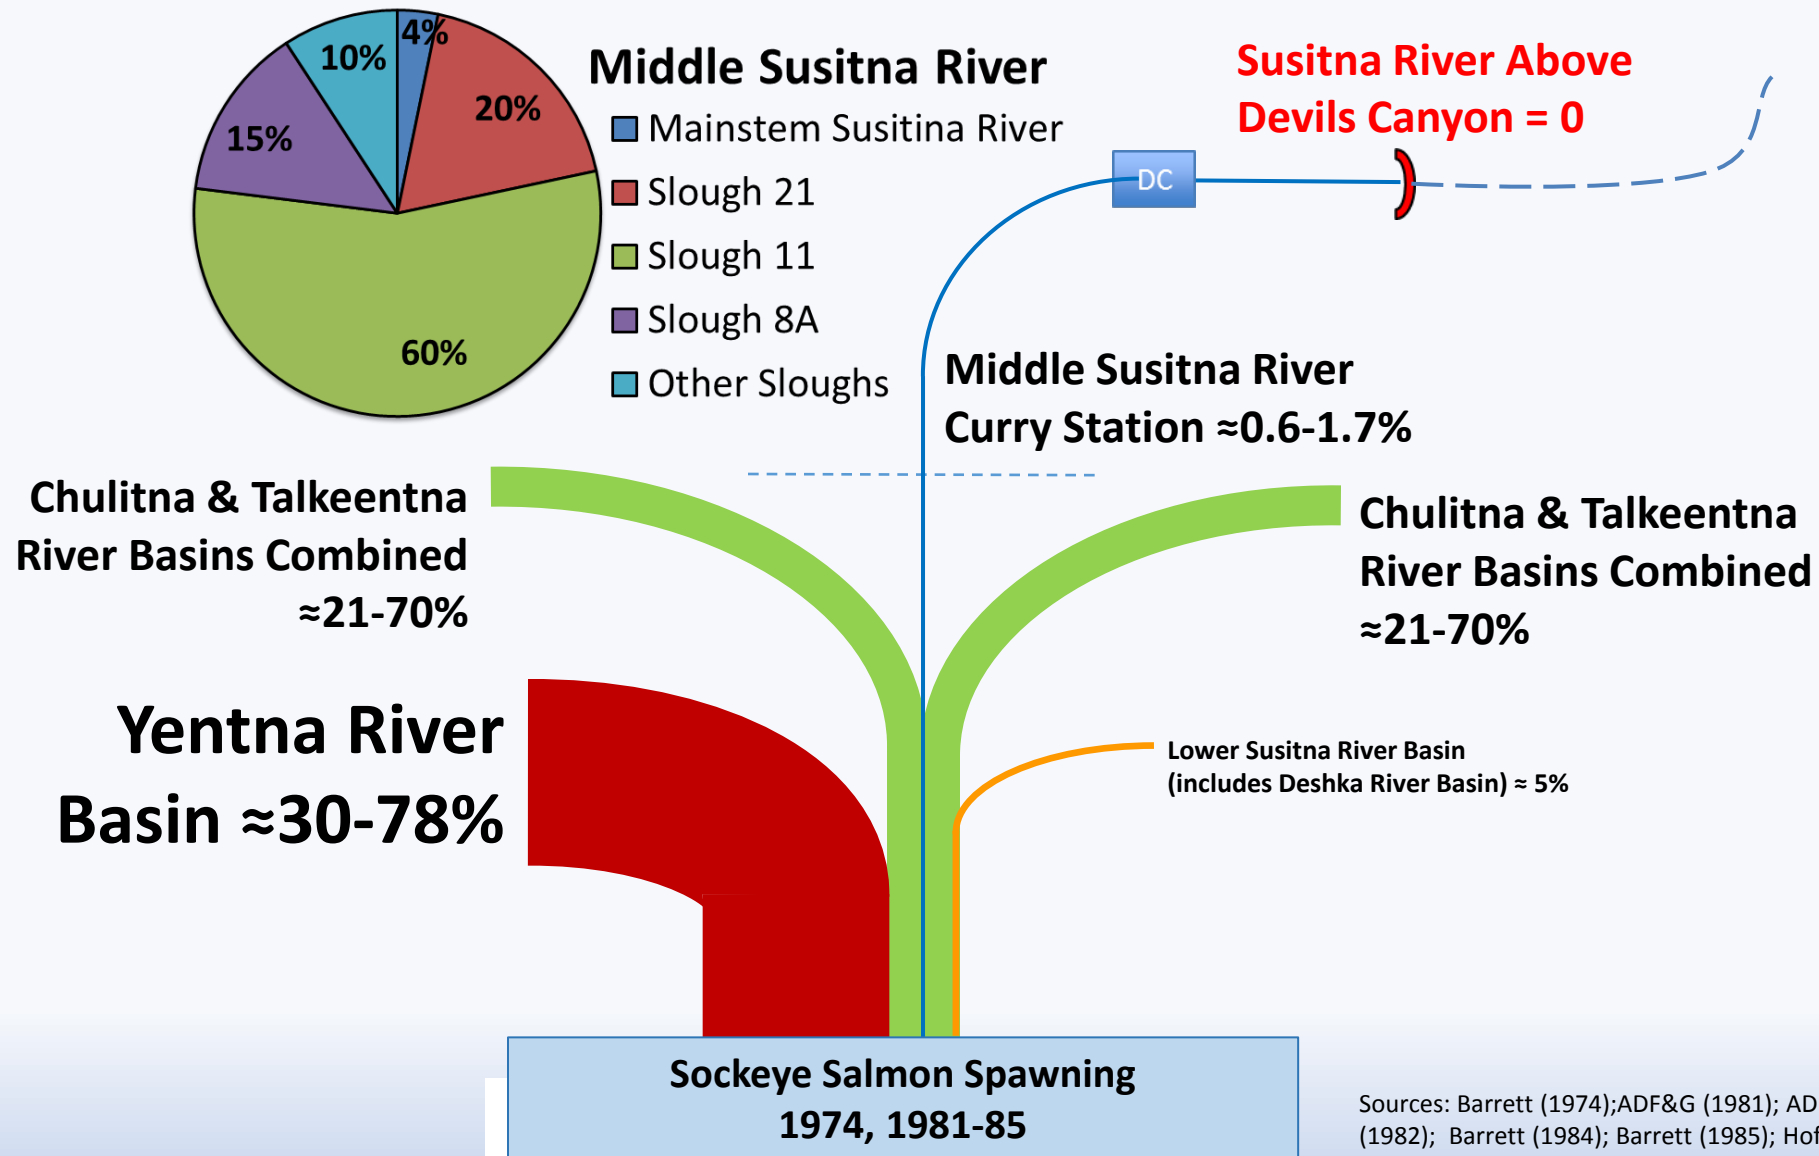 4%
10%
20%
15%
60%
Middle Susitna River
Mainstem Susitina River
Slough 21
Slough 11
Slough 8A
Other Sloughs
Susitna River Above
Devils Canyon = 0
DC
Middle Susitna River
Curry Station ≈0.6-1.7%
Chulitna & Talkeentna
River Basins Combined
≈21-70%
Chulitna & Talkeentna
River Basins Combined
≈21-70%
Yentna River
Basin ≈30-78%
Lower Susitna River Basin
(includes Deshka River Basin) ≈ 5%
Sockeye Salmon Spawning
1974, 1981-85
Sources: Barrett (1974);ADF&G (1981); AD
(1982); Barrett (1984); Barrett (1985); Hof